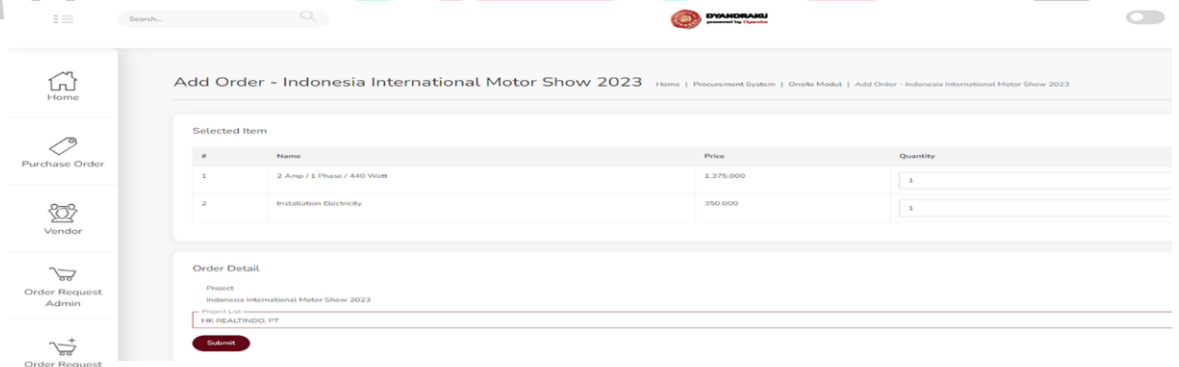 Search...
DYANDRAKU
powered by Dyandra
Home
Purchase Order
Vendor
Order Request
Admin
Order Request
Add Order - Indonesia International Motor Show 2023 Home | Procurement System | Onsite Modul | Add Order - Indonesia International Motor Show 2023
Selected Item
# Name Price Quantity
1 2 Amp / 1 Phase / 440 Watt 1.375.000 1
2 Installation Electricity 350.000 1
Order Detail
Project
Indonesia International Motor Show 2023
Project List
HK REALTINDO, PT
Submit